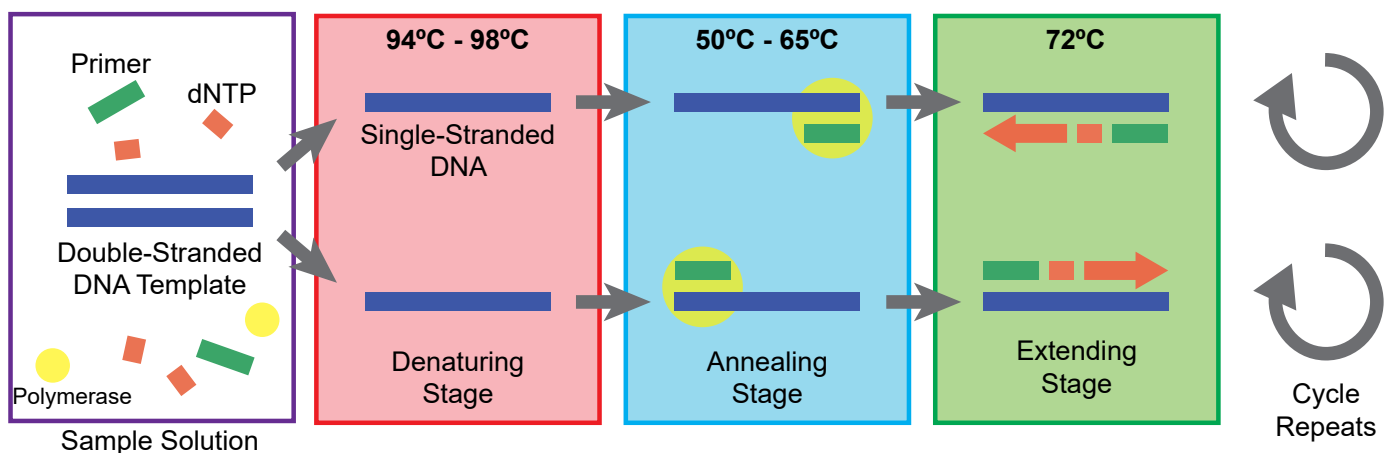 Primer
dNTP
Double-Stranded
DNA Template
Polymerase
Sample Solution
94ºC - 98ºC
Single-Stranded
DNA
Denaturing
Stage
50ºC - 65ºC
Annealing
Stage
72ºC
Extending
Stage
Cycle
Repeats